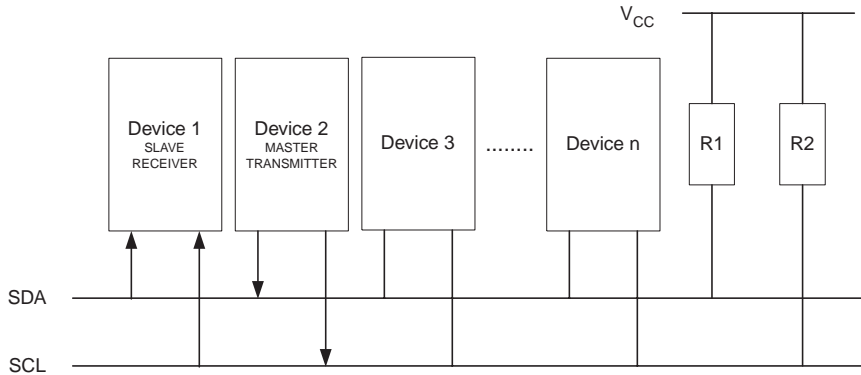 VCC
Device 1
SLAVE
RECEIVER
Device 2
MASTER
TRANSMITTER
Device 3
........
Device n
R1
R2
SDA
SCL